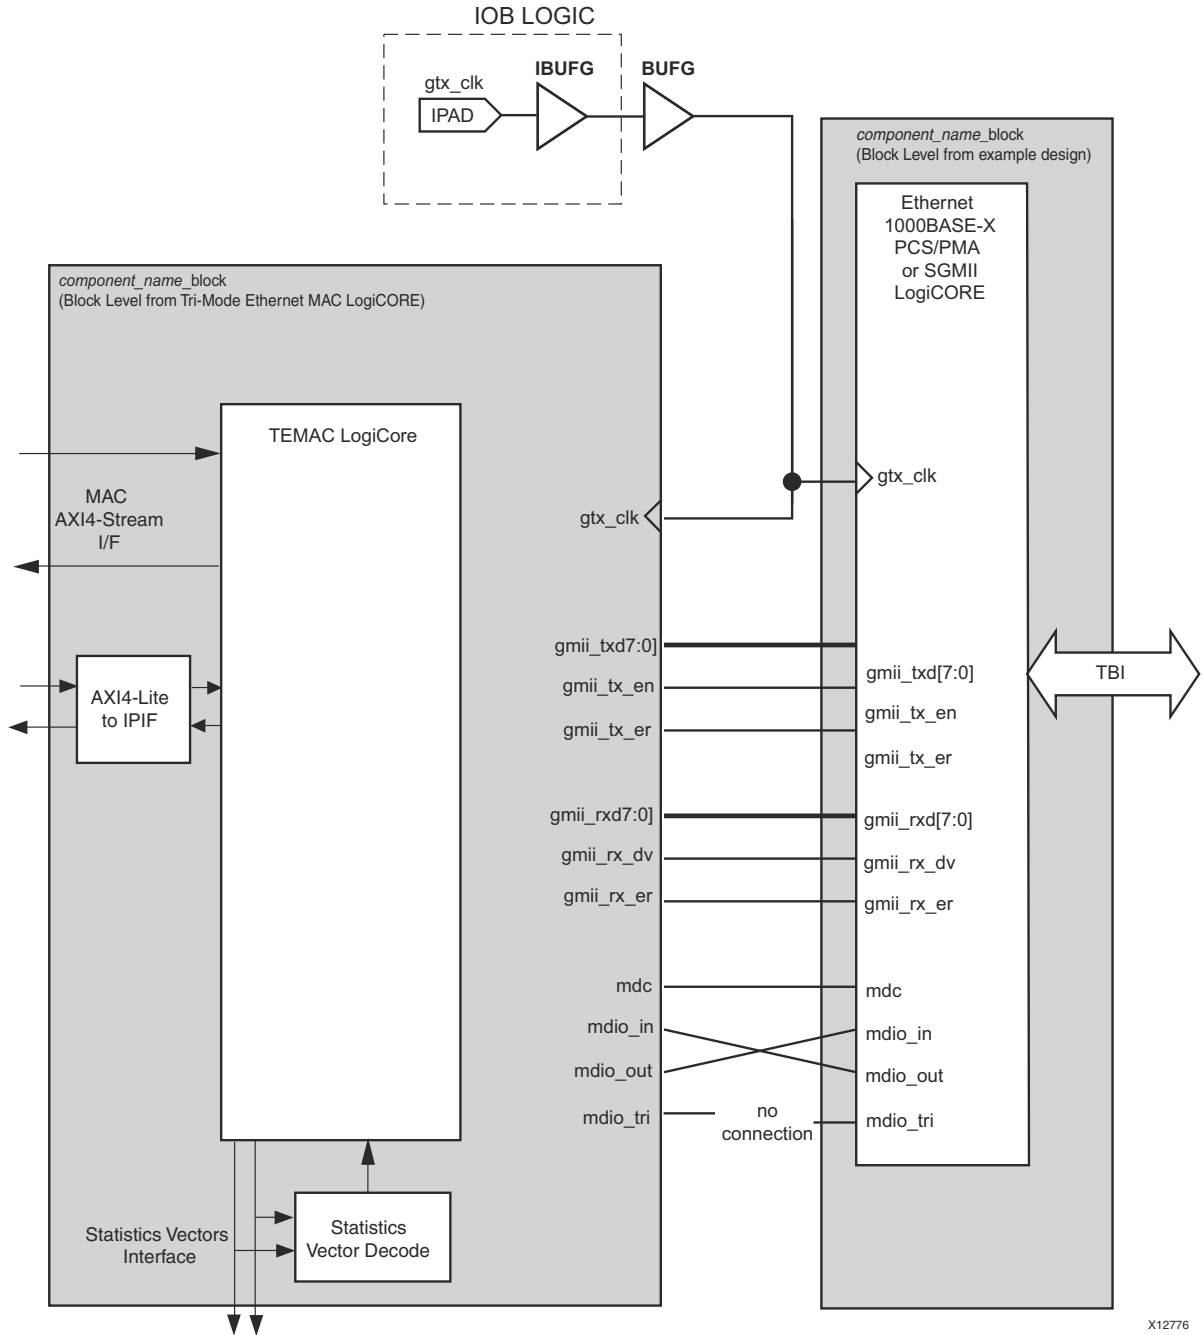 IOB LOGIC
gtx_clk
IPAD
IBUFG
BUFG
component_name_block
(Block Level from example design)
Ethernet
1000BASE-X
PCS/PMA
or SGMII
LogiCORE
gtx_clk
component_name_block
(Block Level from Tri-Mode Ethernet MAC LogiCORE)
TEMAC LogiCore
MAC
AXI4-Stream
I/F
gtx_clk
AXI4-Lite
to IPIF
gmii_txd7:0]
gmii_tx_en
gmii_tx_er
gmii_rxd7:0]
gmii_rx_dv
gmii_rx_er
mdc
mdio_in
mdio_out
mdio_tri
no
connection
gmii_txd[7:0]
gmii_tx_en
gmii_tx_er
gmii_rxd[7:0]
gmii_rx_dv
gmii_rx_er
mdc
mdio_in
mdio_out
mdio_tri
TBI
Statistics Vectors
Interface
Statistics
Vector Decode
X12776